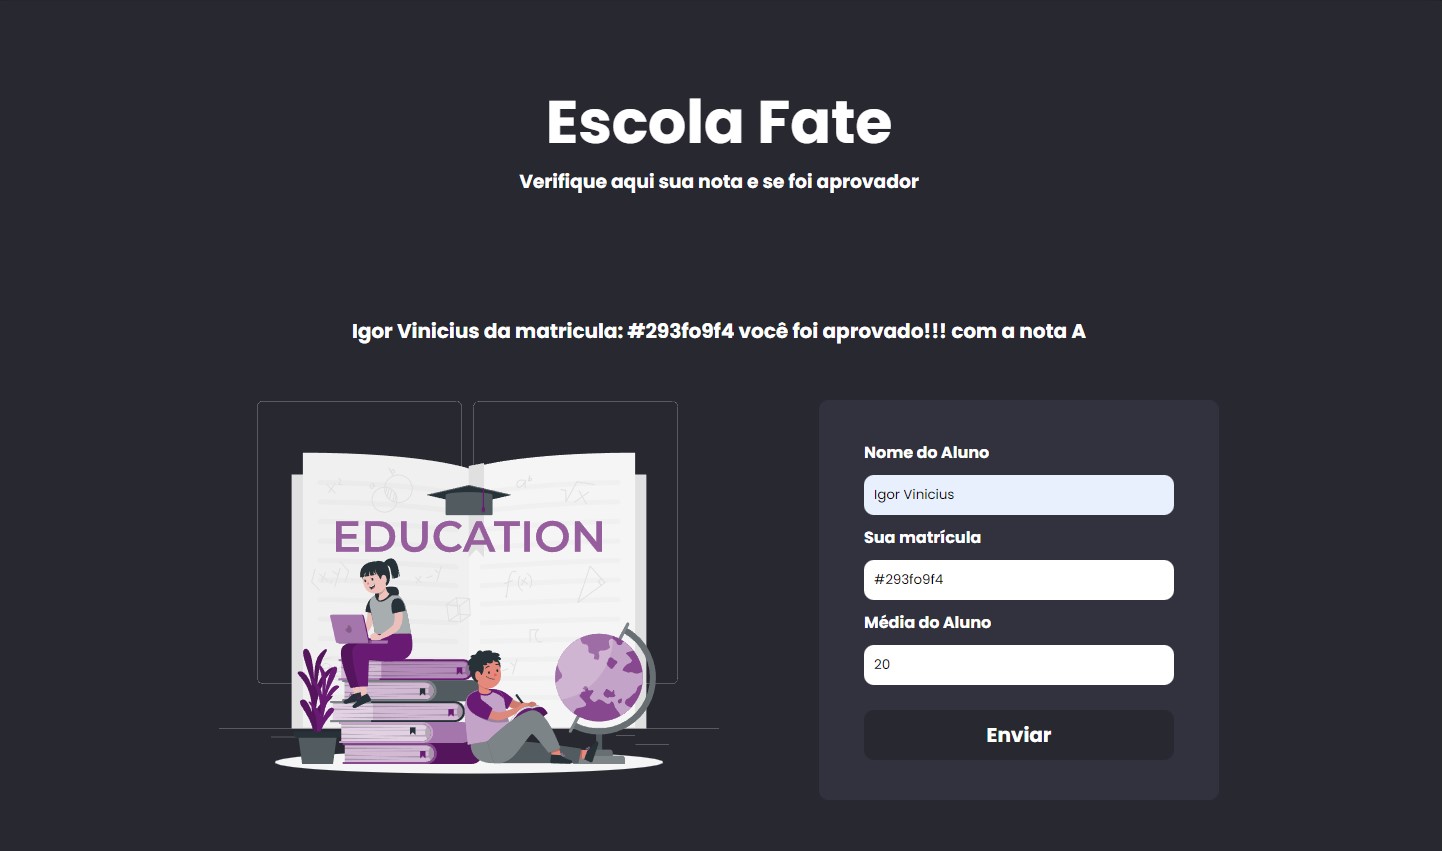 Escola Fate
Verifique aqui sua nota e se foi aprovador
Igor Vinicius da matricula: #293fo9f4 você foi aprovado!!! com a nota A
EDUCATION
Nome do Aluno
Igor Vinicius
Sua matrícula
#293fo9f4
Média do Aluno
20
Enviar